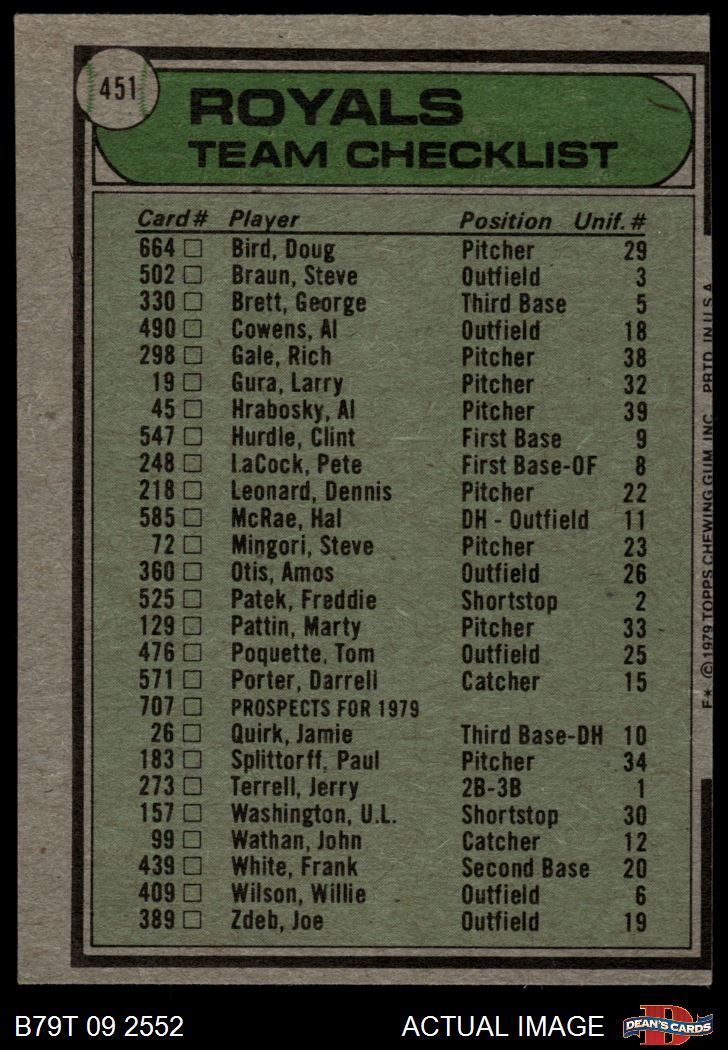 451
ROYALS
TEAM CHECKLIST
Card# Player Position Unif. #
664 □ Bird, Doug Pitcher 29
502 □ Braun, Steve Outfield 3
330 □ Brett, George Third Base 5
490 □ Cowens, Al Outfield 18
298 □ Gale, Rich Pitcher 38
19 □ Gura, Larry Pitcher 32
45 □ Hrabosky, Al Pitcher 39
547 □ Hurdle, Clint First Base 9
248 □ LaCock, Pete First Base-OF 8
218 □ Leonard, Dennis Pitcher 22
585 □ McRae, Hal DH - Outfield 11
72 □ Mingori, Steve Pitcher 23
360 □ Otis, Amos Outfield 26
525 □ Patek, Freddie Shortstop 2
129 □ Pattin, Marty Pitcher 33
476 □ Poquette, Tom Outfield 25
571 □ Porter, Darrell Catcher 15
707 □ PROSPECTS FOR 1979
26 □ Quirk, Jamie Third Base-DH 10
183 □ Splittorff, Paul Pitcher 34
273 □ Terrell, Jerry 2B-3B 1
157 □ Washington, U.L. Shortstop 30
99 □ Wathan, John Catcher 12
439 □ White, Frank Second Base 20
409 □ Wilson, Willie Outfield 6
389 □ Zdeb, Joe Outfield 19
F* © 1979 TOPPS CHEWING GUM, INC. PRTD. IN U.S.A.
B79T 09 2552 ACTUAL IMAGE
D
DEAN'S CARDS